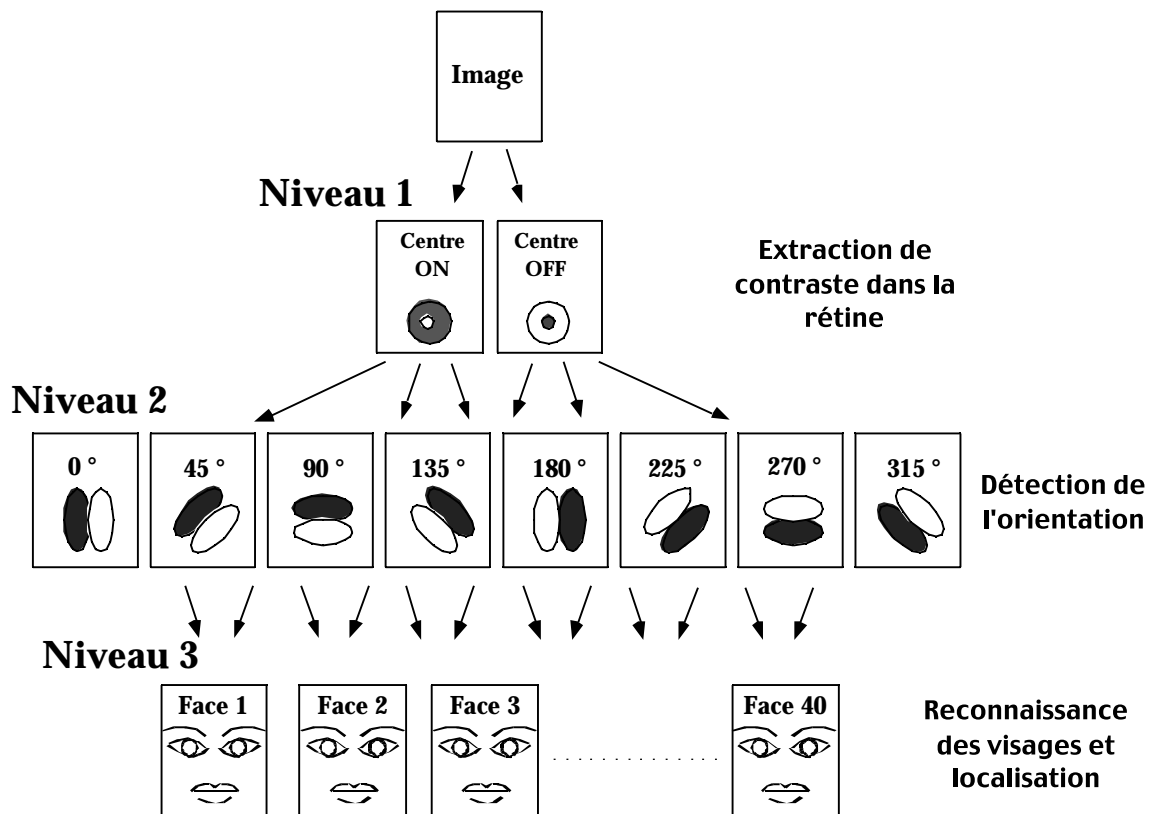 Image
Niveau 1
Centre
ON
Centre
OFF
Extraction de
contraste dans la
rétine
Niveau 2
0 °
45 °
90 °
135 °
180 °
225 °
270 °
315 °
Détection de
l'orientation
Niveau 3
Face 1
Face 2
Face 3
Face 40
Reconnaissance
des visages et
localisation